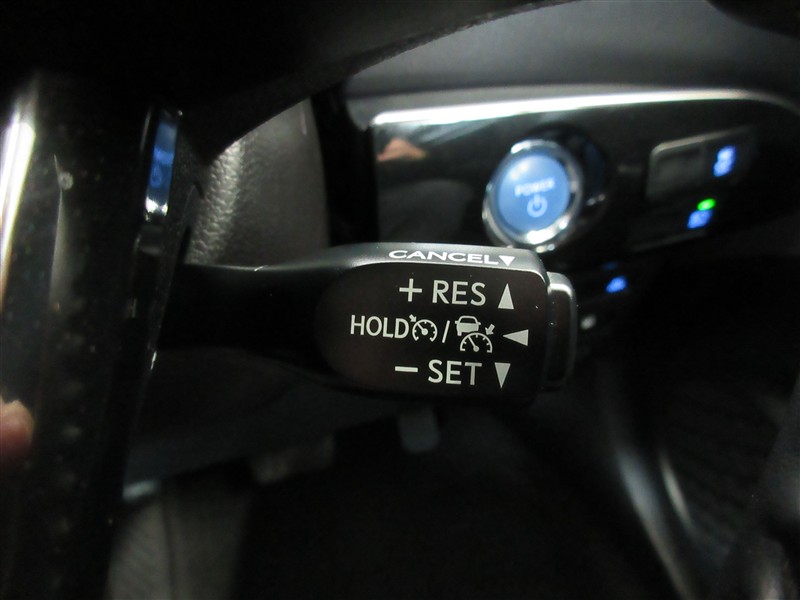 POWER
CANCEL▼
+ RES ▲
HOLD / ◀
− SET ▼